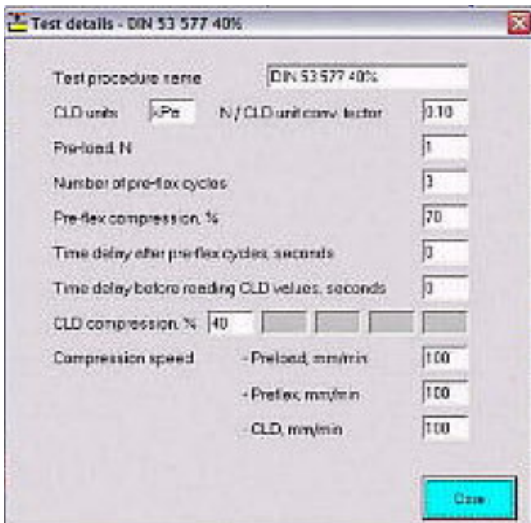 Test details - DIN 53 577 40%
Test procedure name DIN 53 577 40%
CLD units kPa N / CLD unit conv. factor 0.10
Pre-load, N 1
Number of pre-flex cycles 3
Pre-flex compression, % 70
Time delay after pre-flex cycles, seconds 0
Time delay before reading CLD values, seconds 0
CLD compression, % 40
Compression speed - Preload, mm/min 100
- Preflex, mm/min 100
- CLD, mm/min 100
Close